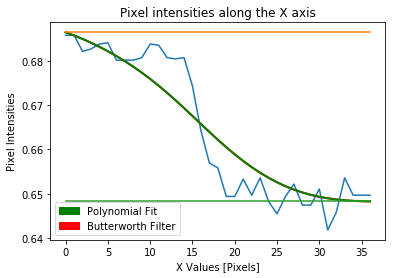 Pixel intensities along the X axis
Pixel Intensities
0.68
0.67
0.66
0.65
0.64
Polynomial Fit
Butterworth Filter
0 5 10 15 20 25 30 35
X Values [Pixels]